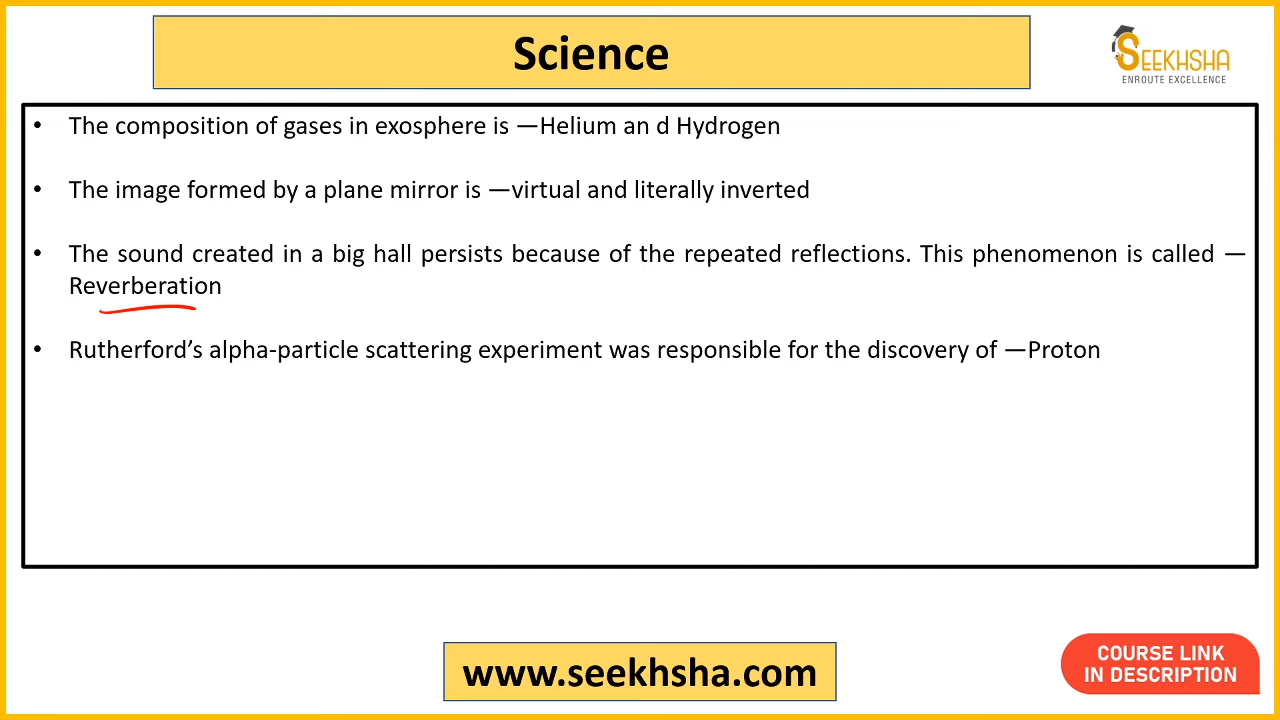 Science
SEEKHSHA
ENROUTE EXCELLENCE
• The composition of gases in exosphere is —Helium an d Hydrogen
• The image formed by a plane mirror is —virtual and literally inverted
• The sound created in a big hall persists because of the repeated reflections. This phenomenon is called —
Reverberation
• Rutherford’s alpha-particle scattering experiment was responsible for the discovery of —Proton
www.seekhsha.com
COURSE LINK
IN DESCRIPTION